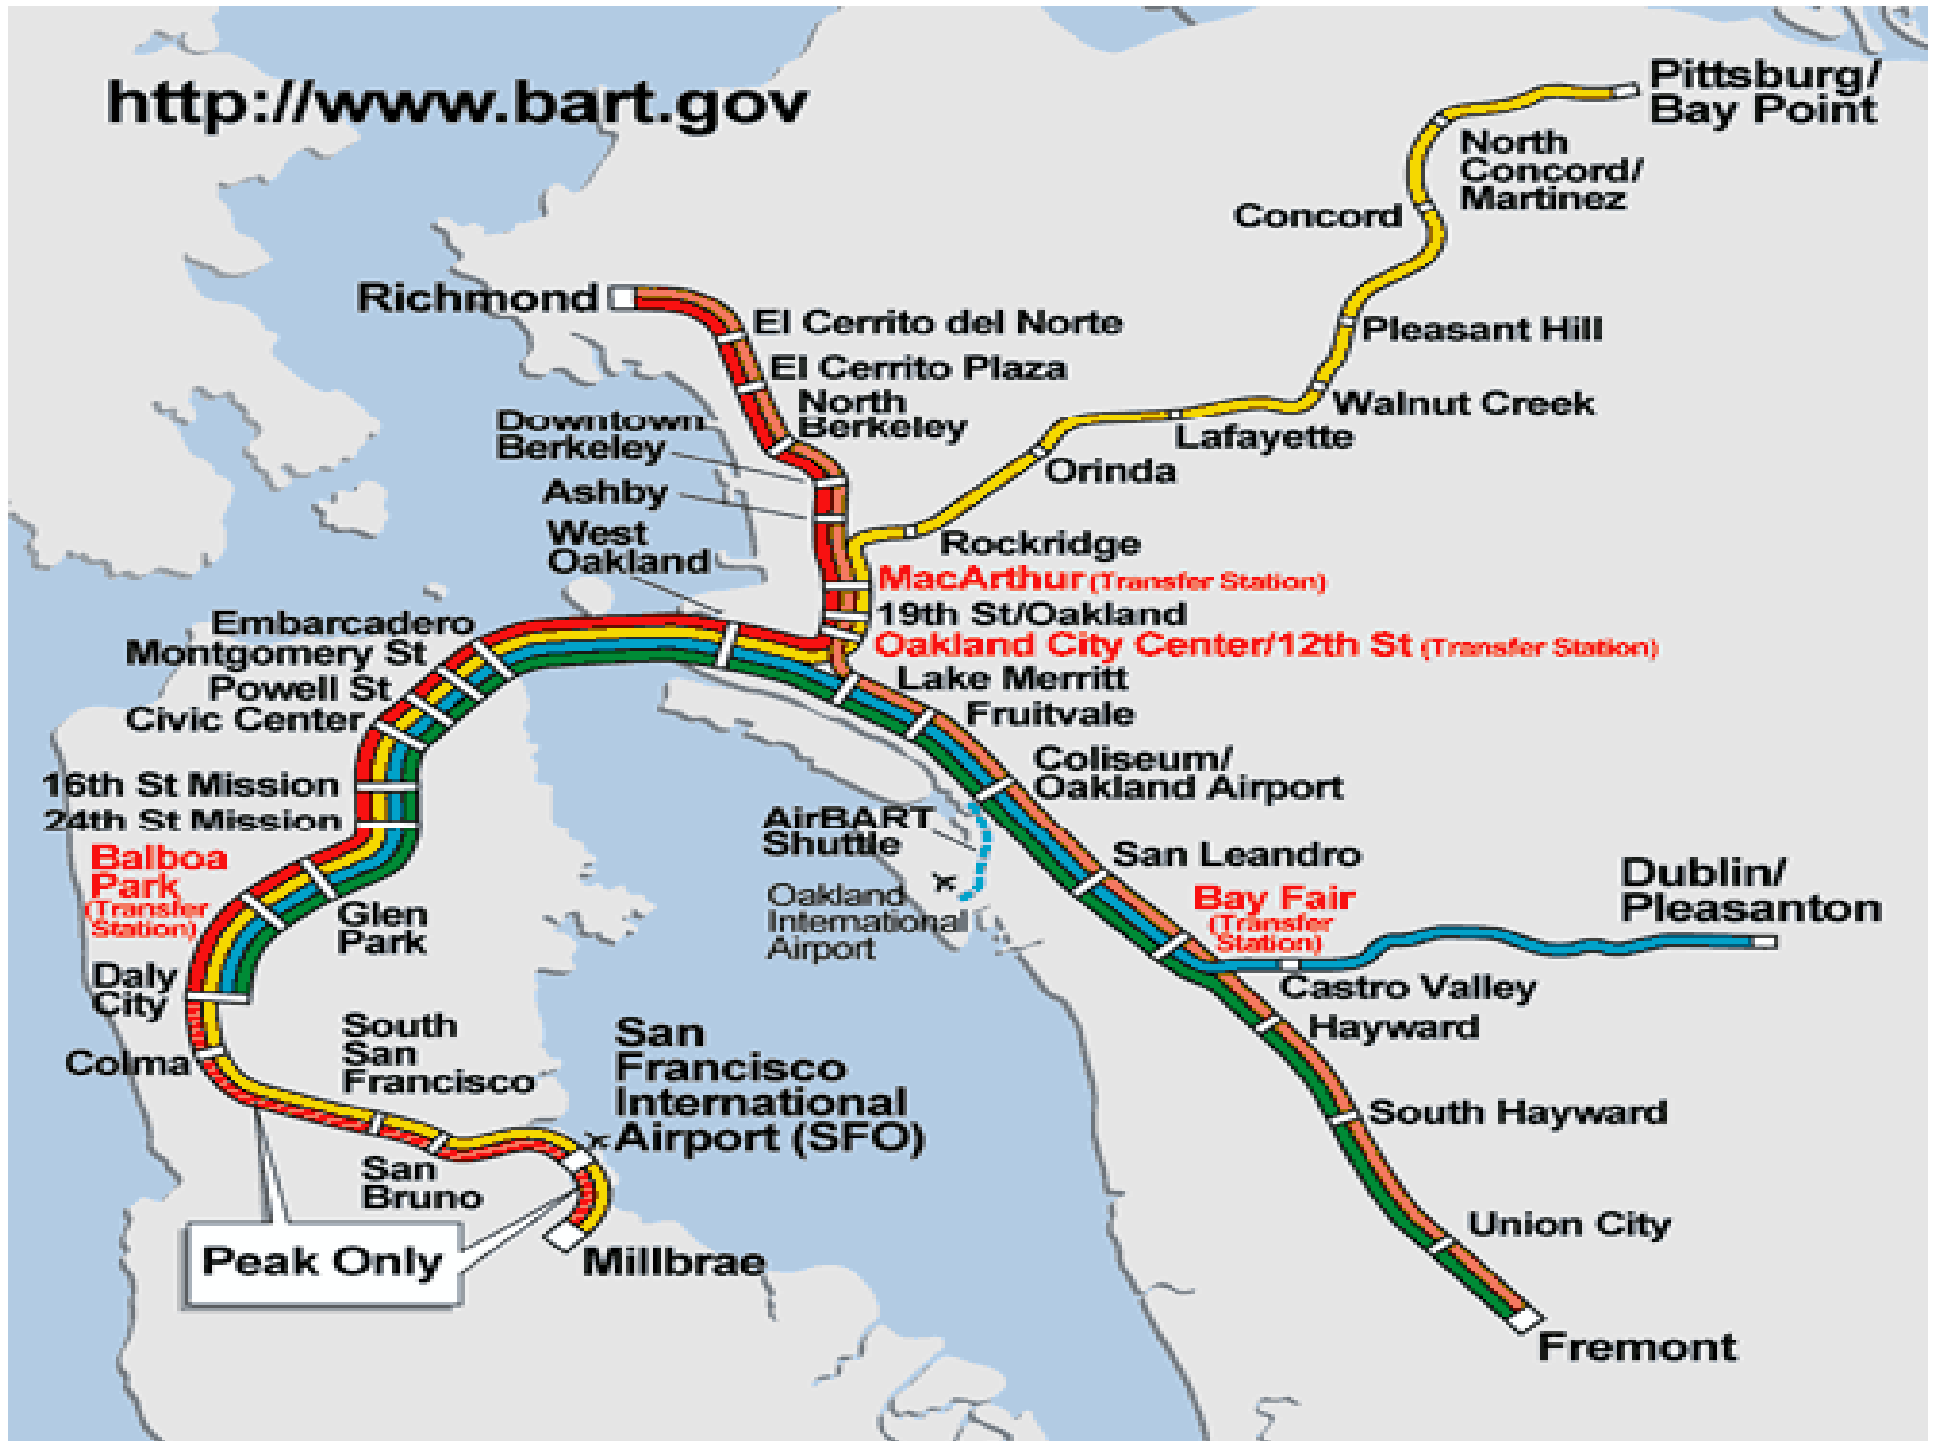 http://www.bart.gov
Pittsburg/
Bay Point
North
Concord/
Martinez
Concord
Richmond
El Cerrito del Norte
Pleasant Hill
El Cerrito Plaza
North
Berkeley
Walnut Creek
Downtown
Berkeley
Lafayette
Orinda
Ashby
West
Oakland
Rockridge
MacArthur (Transfer Station)
19th St/Oakland
Embarcadero
Oakland City Center/12th St (Transfer Station)
Montgomery St
Lake Merritt
Powell St
Civic Center
Fruitvale
Coliseum/
Oakland Airport
16th St Mission
24th St Mission
AirBART
Shuttle
Balboa
Park
(Transfer
Station)
San Leandro
Dublin/
Pleasanton
Bay Fair
(Transfer
Station)
Oakland
International
Airport
Glen
Park
Daly
City
Castro Valley
Hayward
South
San
Francisco
San
Francisco
International
Airport (SFO)
Colma
South Hayward
San
Bruno
Union City
Peak Only
Millbrae
Fremont